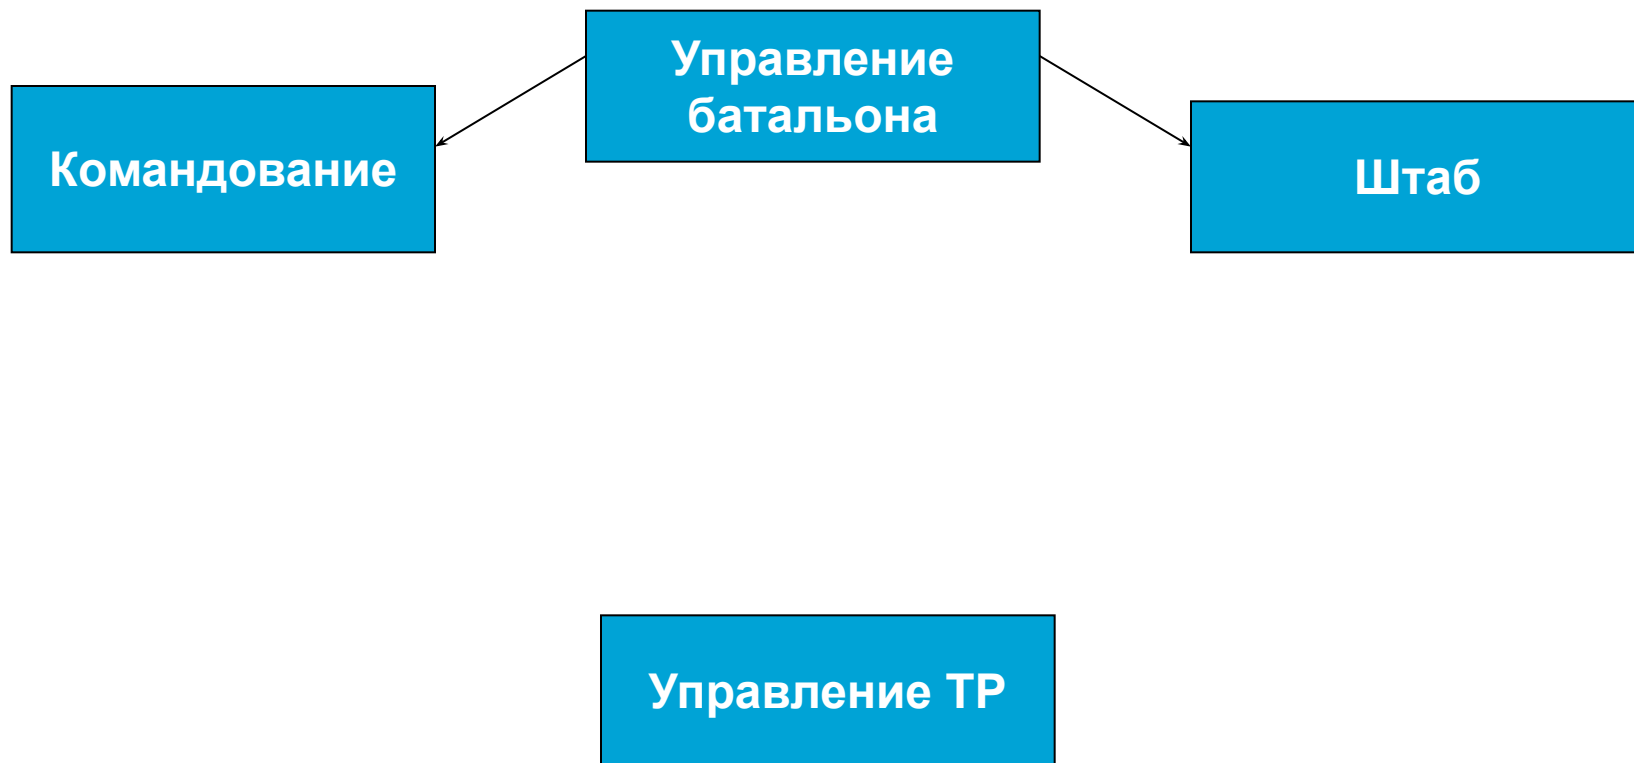 Управление
батальона
Командование
Штаб
Управление ТР